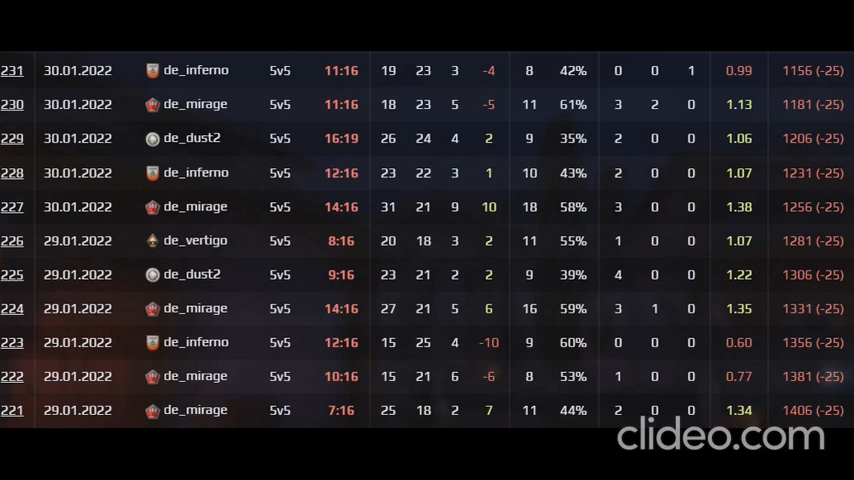 231 30.01.2022 de_inferno 5v5 11:16 19 23 3 -4 8 42% 0 0 1 0.99 1156 (-25)
230 30.01.2022 de_mirage 5v5 11:16 18 23 5 -5 11 61% 3 2 0 1.13 1181 (-25)
229 30.01.2022 de_dust2 5v5 16:19 26 24 4 2 9 35% 2 0 0 1.06 1206 (-25)
228 30.01.2022 de_inferno 5v5 12:16 23 22 3 1 10 43% 2 0 0 1.07 1231 (-25)
227 30.01.2022 de_mirage 5v5 14:16 31 21 9 10 18 58% 3 0 0 1.38 1256 (-25)
226 29.01.2022 de_vertigo 5v5 8:16 20 18 3 2 11 55% 1 0 0 1.07 1281 (-25)
225 29.01.2022 de_dust2 5v5 9:16 23 21 2 2 9 39% 4 0 0 1.22 1306 (-25)
224 29.01.2022 de_mirage 5v5 14:16 27 21 5 6 16 59% 3 1 0 1.35 1331 (-25)
223 29.01.2022 de_inferno 5v5 12:16 15 25 4 -10 9 60% 0 0 0 0.60 1356 (-25)
222 29.01.2022 de_mirage 5v5 10:16 15 21 6 -6 8 53% 1 0 0 0.77 1381 (-25)
221 29.01.2022 de_mirage 5v5 7:16 25 18 2 7 11 44% 2 0 0 1.34 1406 (-25)
clideo.com